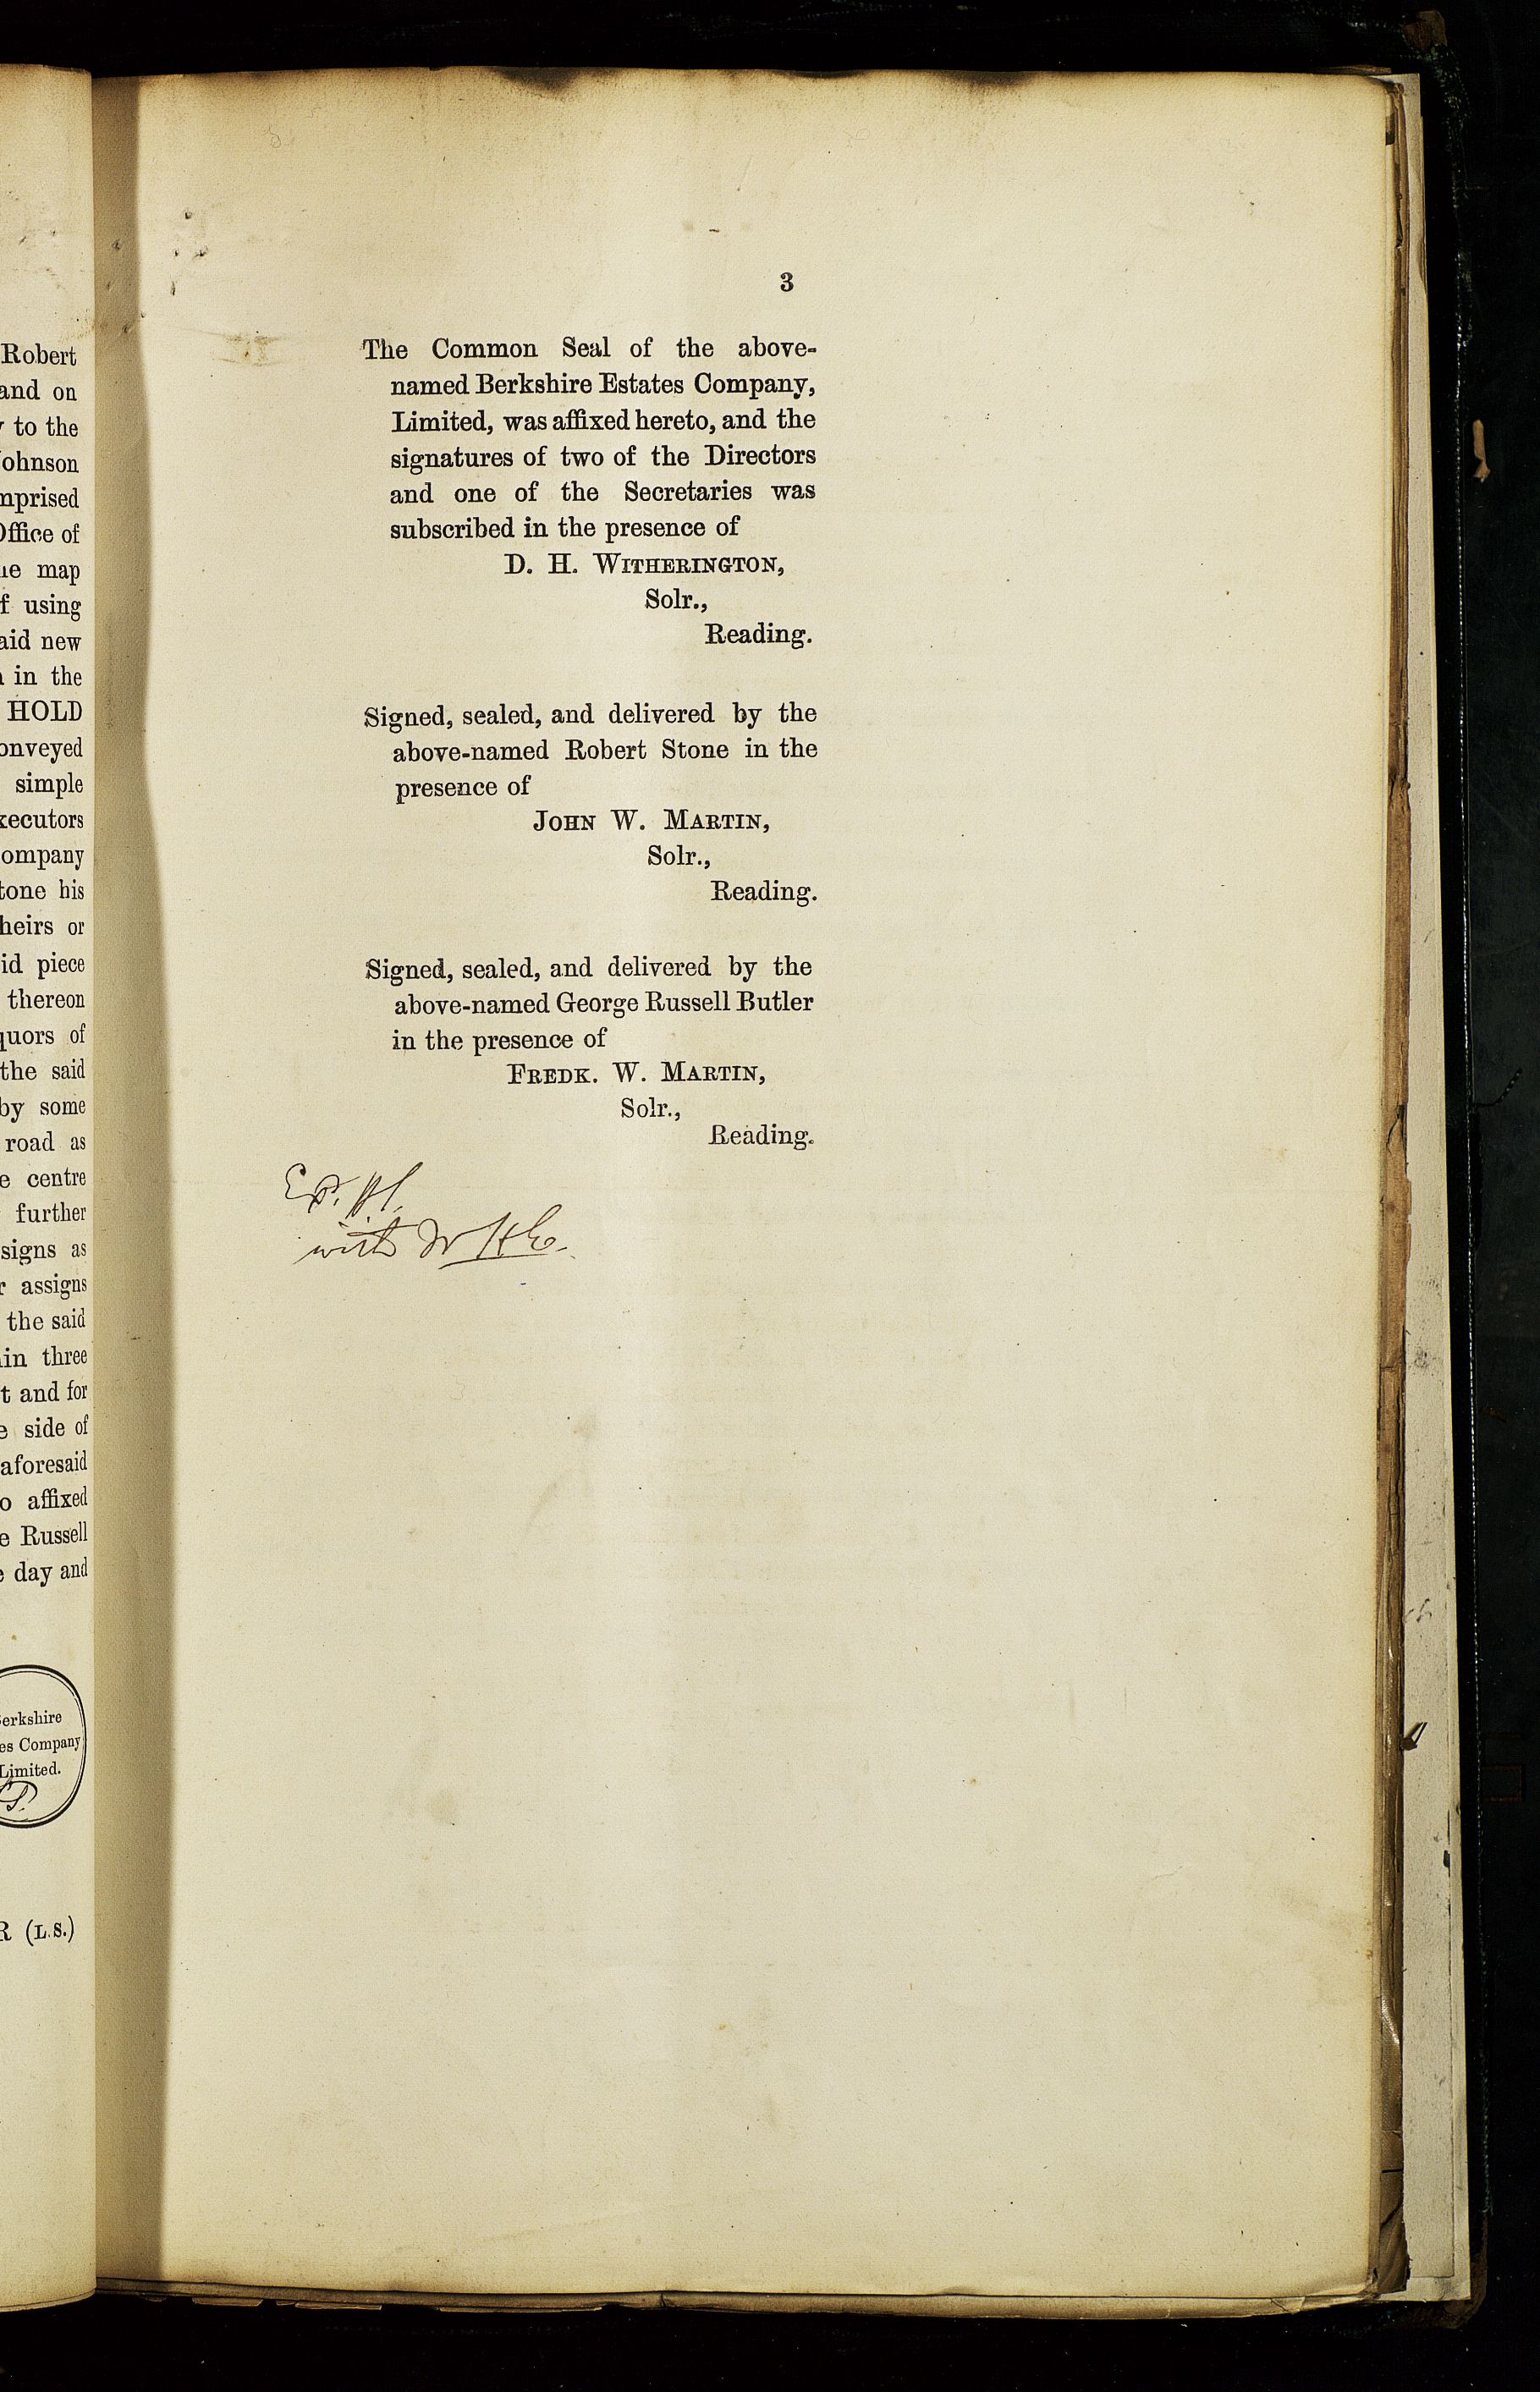 Robert
and on
to the
ohnson
mprised
Office of
ue map
f using
aid new
in the
HOLD
onveyed
simple
xecutors
ompany
tone his
heirs or
id piece
thereon
quors of
the said
by some
road as
e centre
further
signs as
r assigns
the said
in three
t and for
e side of
aforesaid
o affixed
e Russell
e day and
erkshire
es Company
Limited.
R (L.S.)
3
The Common Seal of the above-
named Berkshire Estates Company,
Limited, was affixed hereto, and the
signatures of two of the Directors
and one of the Secretaries was
subscribed in the presence of
D. H. WITHERINGTON,
Solr.,
Reading.
Signed, sealed, and delivered by the
above-named Robert Stone in the
presence of
JOHN W. MARTIN,
Solr.,
Reading.
Signed, sealed, and delivered by the
above-named George Russell Butler
in the presence of
FREDK. W. MARTIN,
Solr.,
Reading.
with